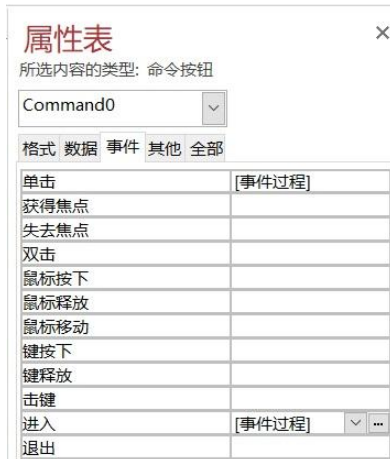 属性表
所选内容的类型: 命令按钮
Command0
格式 数据 事件 其他 全部
单击 [事件过程]
获得焦点
失去焦点
双击
鼠标按下
鼠标释放
鼠标移动
键按下
键释放
击键
进入 [事件过程]
退出